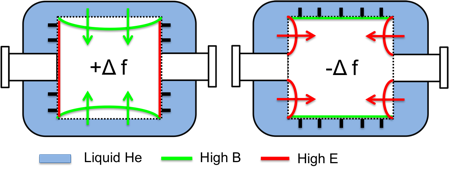 +Δ f
-Δ f
Liquid He
High B
High E